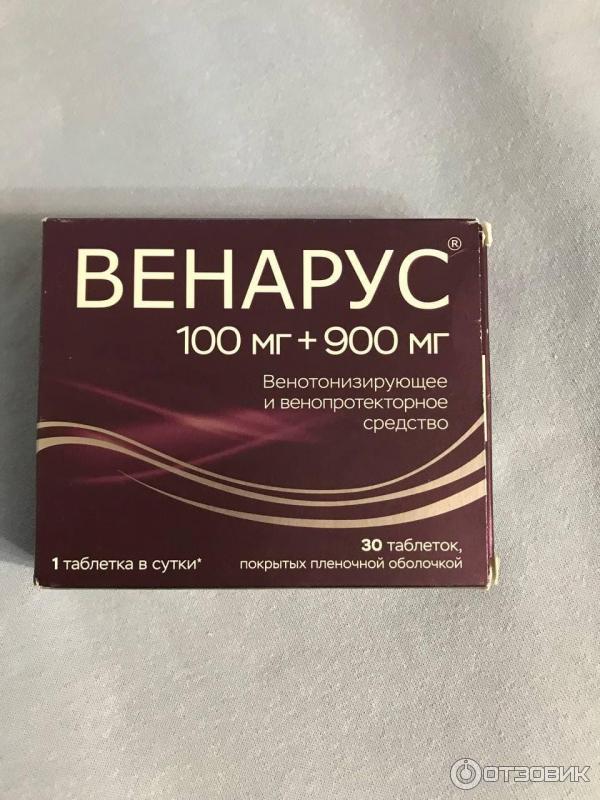 ВЕНАРУС®
100 мг + 900 мг
Венотонизирующее
и венопротекторное
средство
30 таблеток,
покрытых пленочной оболочкой
1 таблетка в сутки*
ОТЗОВИК